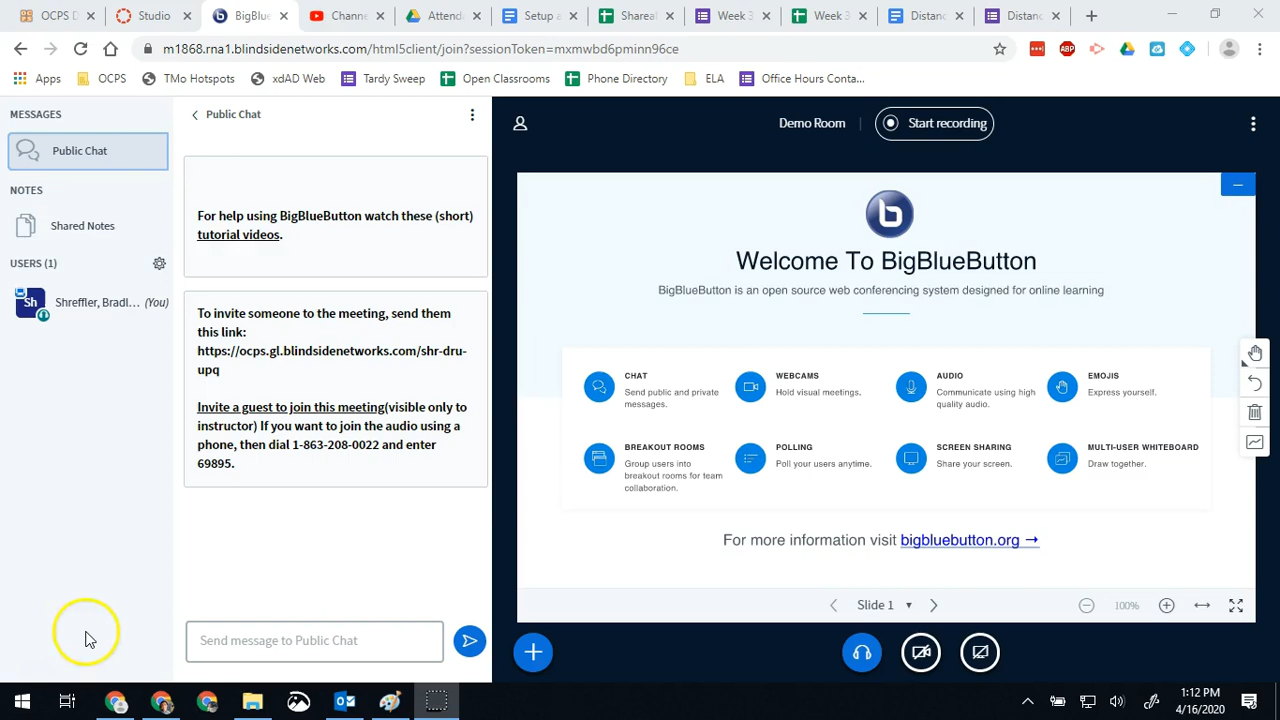 OCPS D
Studio
BigBlue
Channe
Attenda
Setup a
Shareal
Week 3
Week 3
Distanc
Distanc
m1868.rna1.blindsidenetworks.com/html5client/join?sessionToken=mxmwbd6pminn96ce
ABP
Apps
OCPS
TMo Hotspots
xdAD Web
Tardy Sweep
Open Classrooms
Phone Directory
ELA
Office Hours Conta...
MESSAGES
Public Chat
NOTES
Shared Notes
USERS (1)
Sh
Shreffler, Bradl... (You)
Public Chat
For help using BigBlueButton watch these (short)
tutorial videos.
To invite someone to the meeting, send them
this link:
https://ocps.gl.blindsidenetworks.com/shr-dru-
upq
Invite a guest to join this meeting(visible only to
instructor) If you want to join the audio using a
phone, then dial 1-863-208-0022 and enter
69895.
Send message to Public Chat
Demo Room
Start recording
b
Welcome To BigBlueButton
BigBlueButton is an open source web conferencing system designed for online learning
CHAT
Send public and private
messages.
WEBCAMS
Hold visual meetings.
AUDIO
Communicate using high
quality audio.
EMOJIS
Express yourself.
BREAKOUT ROOMS
Group users into
breakout rooms for team
collaboration.
POLLING
Poll your users anytime.
SCREEN SHARING
Share your screen.
MULTI-USER WHITEBOARD
Draw together.
For more information visit bigbluebutton.org →
Slide 1
100%
1:12 PM
4/16/2020